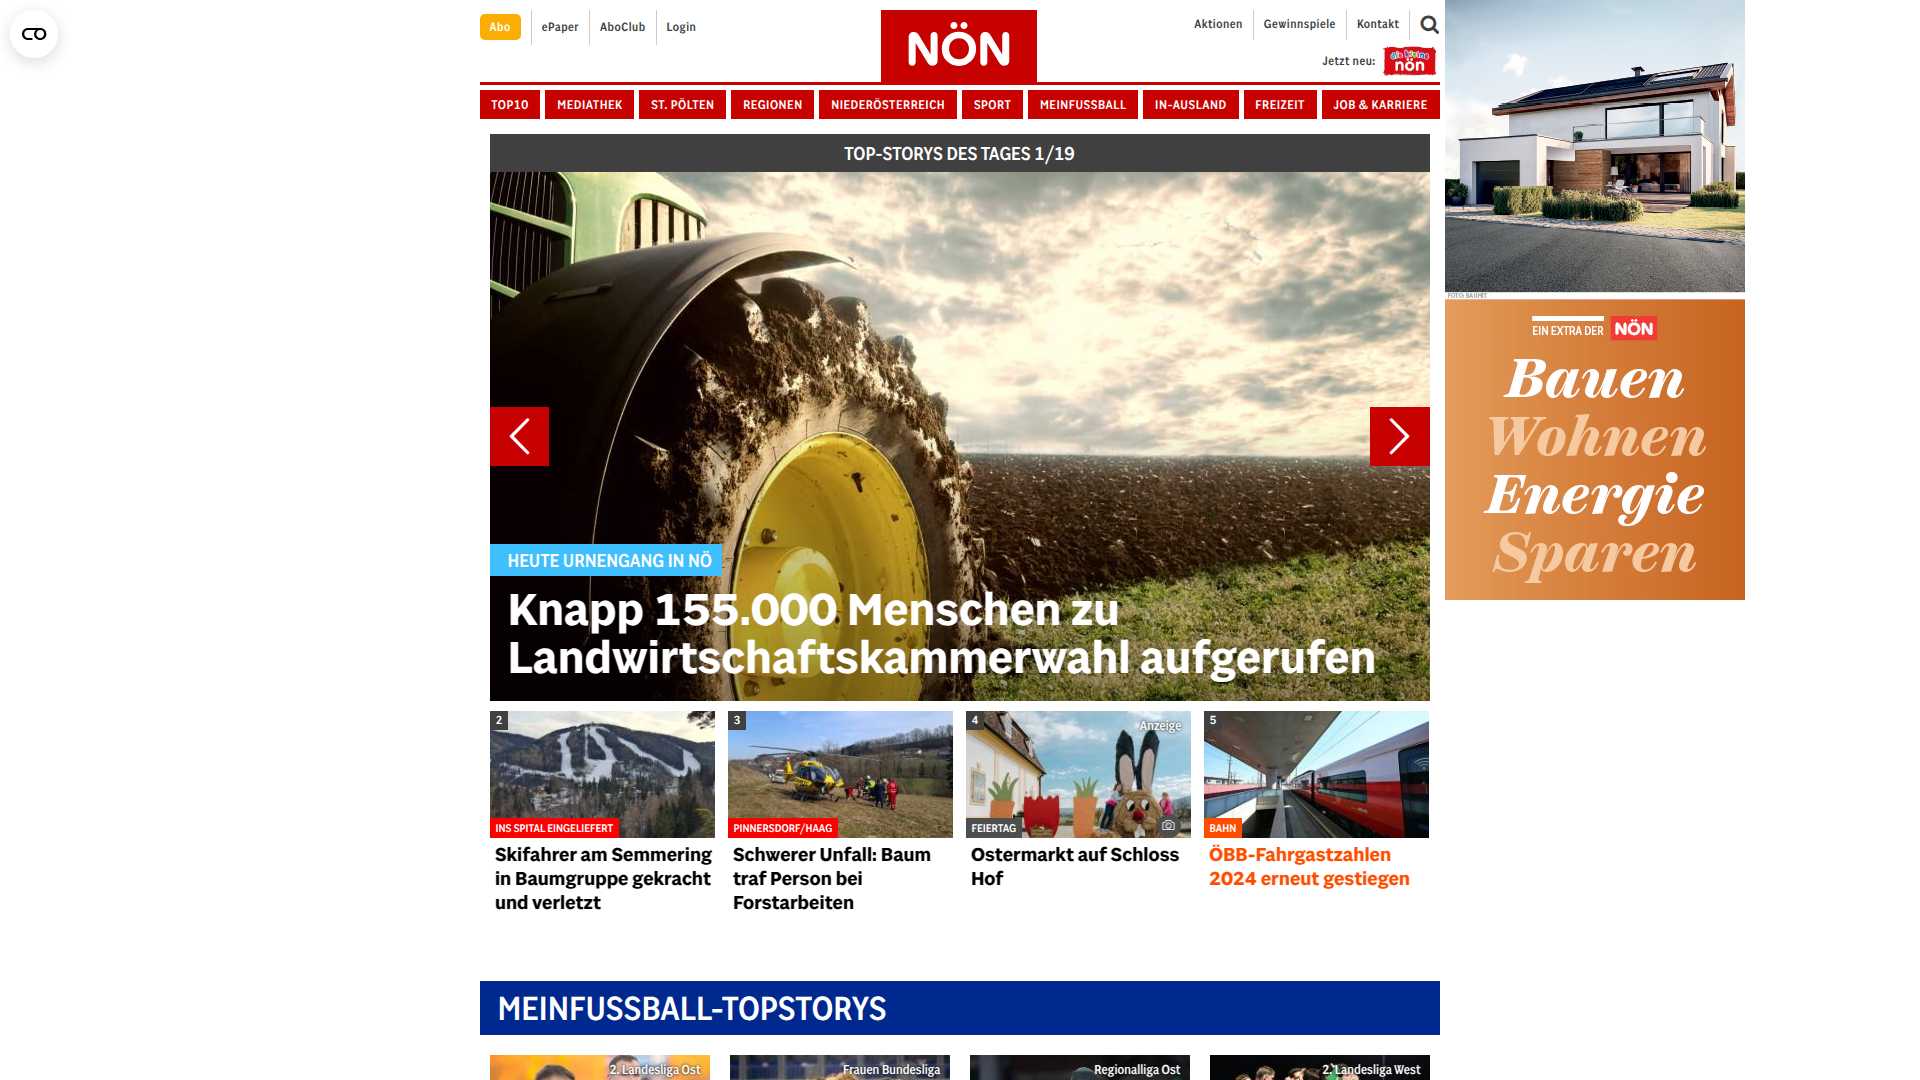 Abo
ePaper
AboClub
Login
NÖN
Aktionen
Gewinnspiele
Kontakt
Jetzt neu:
die kleine
nön
TOP10
MEDIATHEK
ST. PÖLTEN
REGIONEN
NIEDERÖSTERREICH
SPORT
MEINFUSSBALL
IN-AUSLAND
FREIZEIT
JOB & KARRIERE
TOP-STORYS DES TAGES 1/19
HEUTE URNENGANG IN NÖ
Knapp 155.000 Menschen zu
Landwirtschaftskammerwahl aufgerufen
FOTO: BAUMIT
EIN EXTRA DER NÖN
Bauen
Wohnen
Energie
Sparen
2
INS SPITAL EINGELIEFERT
Skifahrer am Semmering
in Baumgruppe gekracht
und verletzt
3
PINNERSDORF/HAAG
Schwerer Unfall: Baum
traf Person bei
Forstarbeiten
4
Anzeige
FEIERTAG
Ostermarkt auf Schloss
Hof
5
BAHN
ÖBB-Fahrgastzahlen
2024 erneut gestiegen
MEINFUSSBALL-TOPSTORYS
2. Landesliga Ost
Frauen Bundesliga
Regionalliga Ost
2. Landesliga West